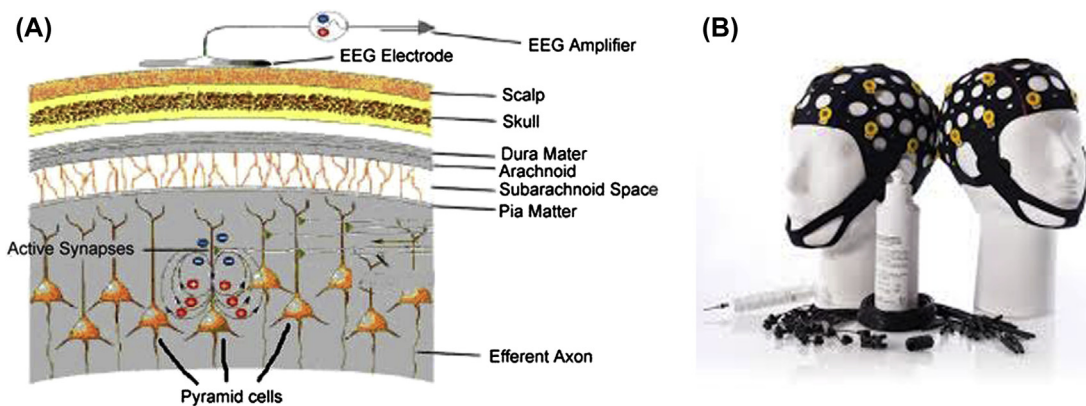 (A)
EEG Amplifier
EEG Electrode
Scalp
Skull
Dura Mater
Arachnoid
Subarachnoid Space
Pia Matter
Active Synapses
Efferent Axon
Pyramid cells
(B)